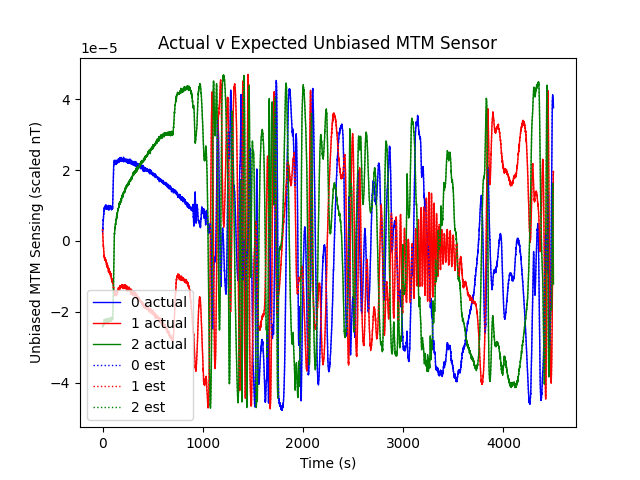 Actual v Expected Unbiased MTM Sensor
1e−5
Unbiased MTM Sensing (scaled nT)
4
2
0
−2
−4
0 actual
1 actual
2 actual
0 est
1 est
2 est
0
1000
2000
3000
4000
Time (s)